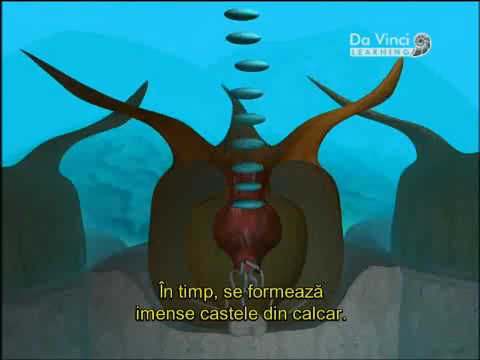 Da Vinci
LEARNING
În timp, se formează
imense castele din calcar.